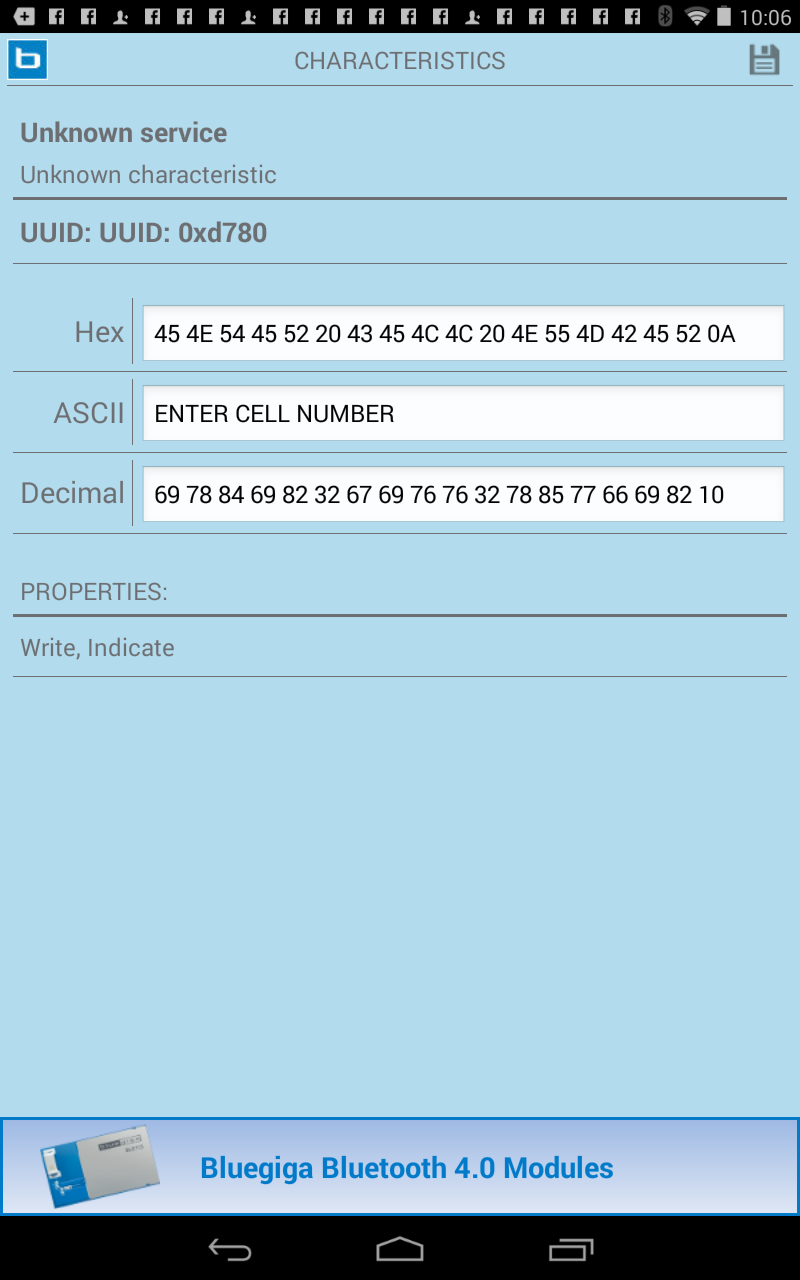 10:06
CHARACTERISTICS
Unknown service
Unknown characteristic
UUID: UUID: 0xd780
Hex 45 4E 54 45 52 20 43 45 4C 4C 20 4E 55 4D 42 45 52 0A
ASCII ENTER CELL NUMBER
Decimal 69 78 84 69 82 32 67 69 76 76 32 78 85 77 66 69 82 10
PROPERTIES:
Write, Indicate
Bluegiga Bluetooth 4.0 Modules